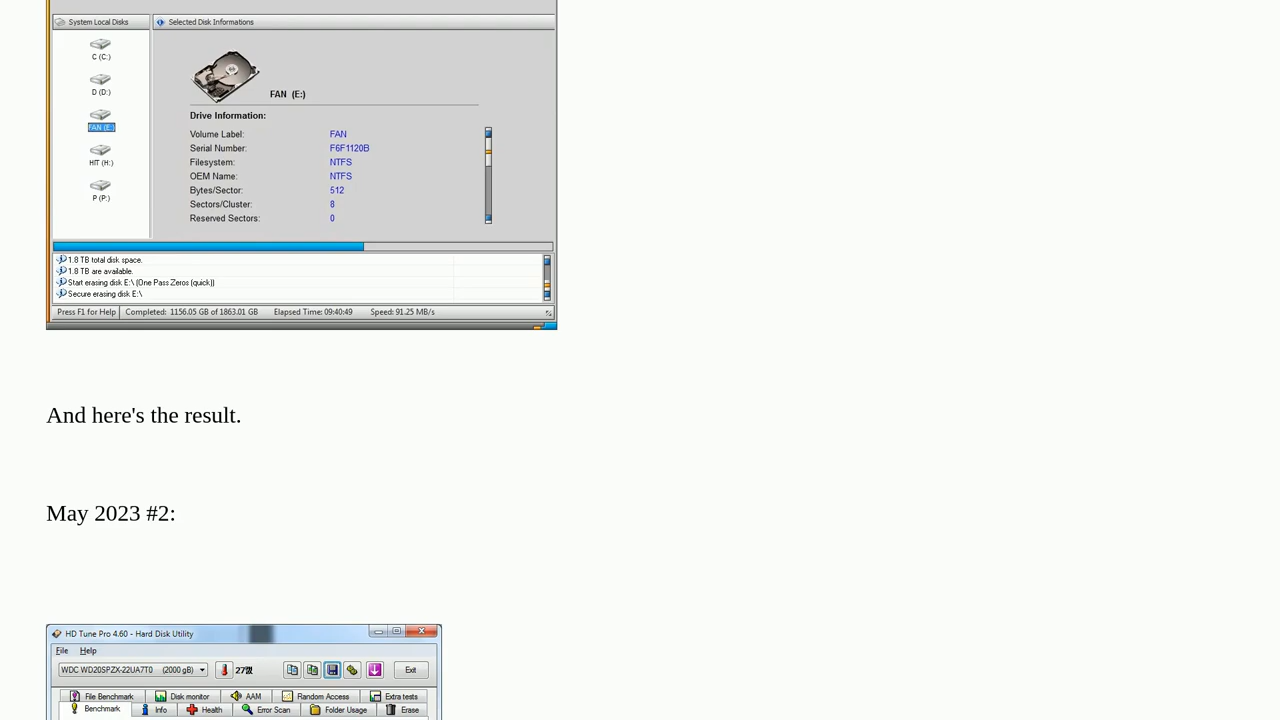 System Local Disks
Selected Disk Informations
C (C:)
D (D:)
FAN (E:)
HIT (H:)
P (P:)
FAN (E:)
Drive Information:
Volume Label: FAN
Serial Number: F6F1120B
Filesystem: NTFS
OEM Name: NTFS
Bytes/Sector: 512
Sectors/Cluster: 8
Reserved Sectors: 0
1.8 TB total disk space.
1.8 TB are available.
Start erasing disk E:\ (One Pass Zeros (quick))
Secure erasing disk E:\
Press F1 for Help Completed: 1156.05 GB of 1863.01 GB Elapsed Time: 09:40:49 Speed: 91.25 MB/s
And here's the result.
May 2023 #2:
HD Tune Pro 4.60 - Hard Disk Utility
File Help
WDC WD20SPZX-22UA7T0 (2000 gB) Exit
File Benchmark Disk monitor AAM Random Access Extra tests
Benchmark Info Health Error Scan Folder Usage Erase